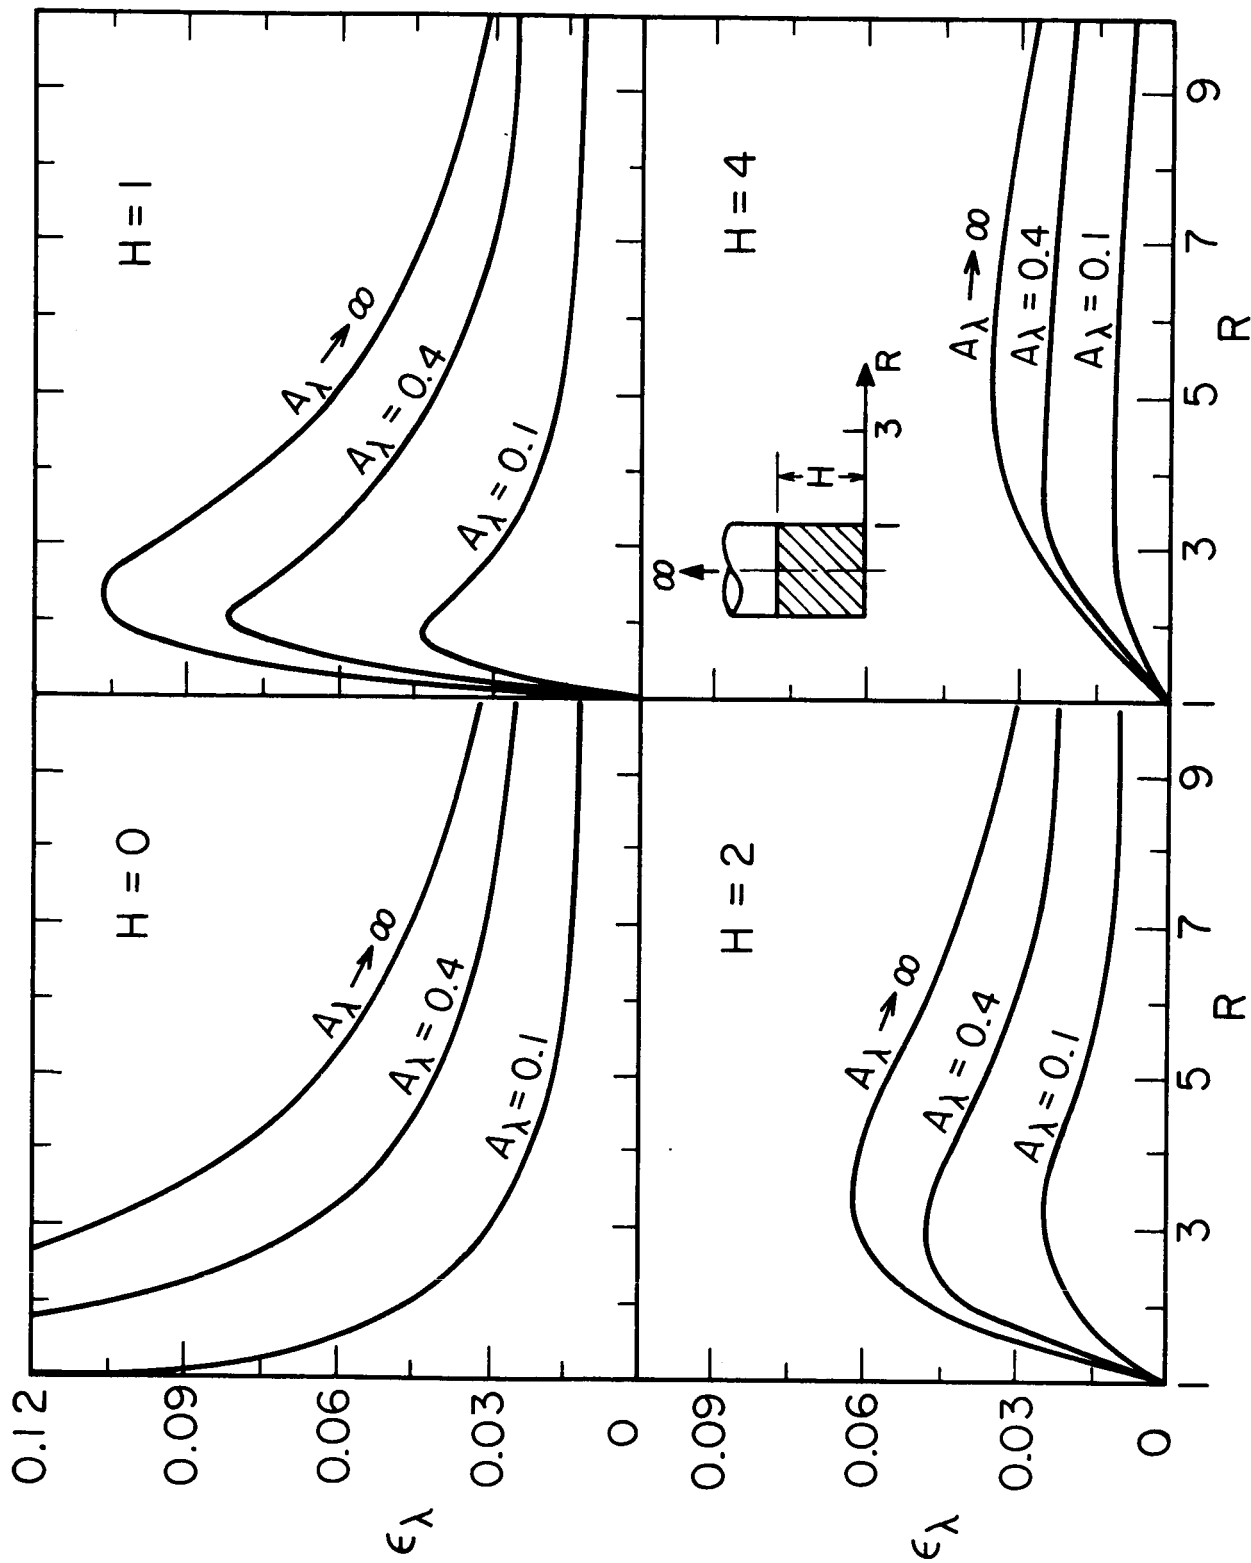 0.12
0.09
0.06
0.03
0
ϵλ
H = 0
Aλ → ∞
Aλ = 0.4
Aλ = 0.1
H = 1
Aλ → ∞
Aλ = 0.4
Aλ = 0.1
0.09
0.06
0.03
0
ϵλ
H = 2
Aλ → ∞
Aλ = 0.4
Aλ = 0.1
1 3 5 7 9
R
H = 4
∞
H
1 3 R
Aλ → ∞
Aλ = 0.4
Aλ = 0.1
1 3 5 7 9
R